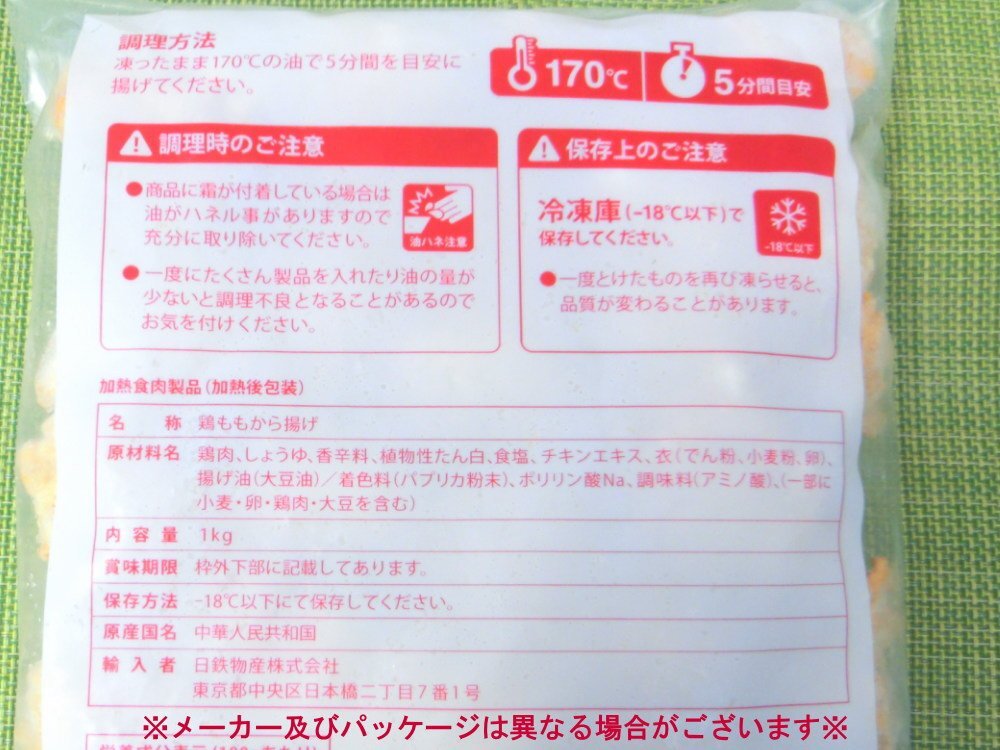 調理方法
凍ったまま170℃の油で5分間を目安に
揚げてください。
170℃
5分間目安
調理時のご注意
●商品に霜が付着している場合は
油がハネル事がありますので
充分に取り除いてください。
油ハネ注意
●一度にたくさん製品を入れたり油の量が
少ないと調理不良となることがあるので
お気を付けください。
保存上のご注意
冷凍庫(-18℃以下)で
保存してください。
-18℃以下
●一度とけたものを再び凍らせると、
品質が変わることがあります。
加熱食肉製品(加熱後包装)
名称 鶏ももから揚げ
原材料名 鶏肉、しょうゆ、香辛料、植物性たん白、食塩、チキンエキス、衣(でん粉、小麦粉、卵)、
揚げ油(大豆油)/着色料(パプリカ粉末)、ポリリン酸Na、調味料(アミノ酸)、(一部に
小麦・卵・鶏肉・大豆を含む)
内容量 1kg
賞味期限 枠外下部に記載してあります。
保存方法 -18℃以下にて保存してください。
原産国名 中華人民共和国
輸入者 日鉄物産株式会社
東京都中央区日本橋二丁目7番1号
※メーカー及びパッケージは異なる場合がございます※